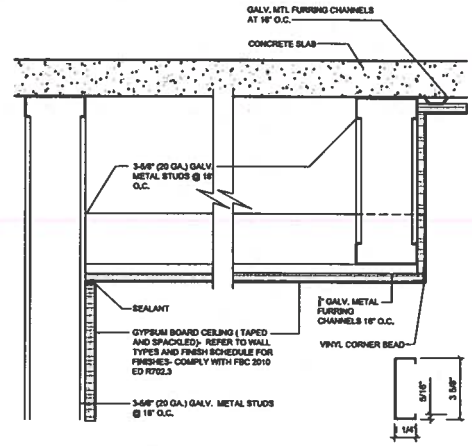 GALV. MTL FURRING CHANNELS
AT 16" O.C.
CONCRETE SLAB
3-5/8" (20 GA.) GALV.
METAL STUDS @ 16"
O.C.
SEALANT
GYPSUM BOARD CEILING ( TAPED
AND SPACKLED)- REFER TO WALL
TYPES AND FINISH SCHEDULE FOR
FINISHES- COMPLY WITH FBC 2010
ED R702.3
GALV. METAL
FURRING
CHANNELS 16" O.C.
VINYL CORNER BEAD
3-5/8" (20 GA.) GALV. METAL STUDS
@ 16" O.C.
5/16"
3 5/8"
1 1/4"